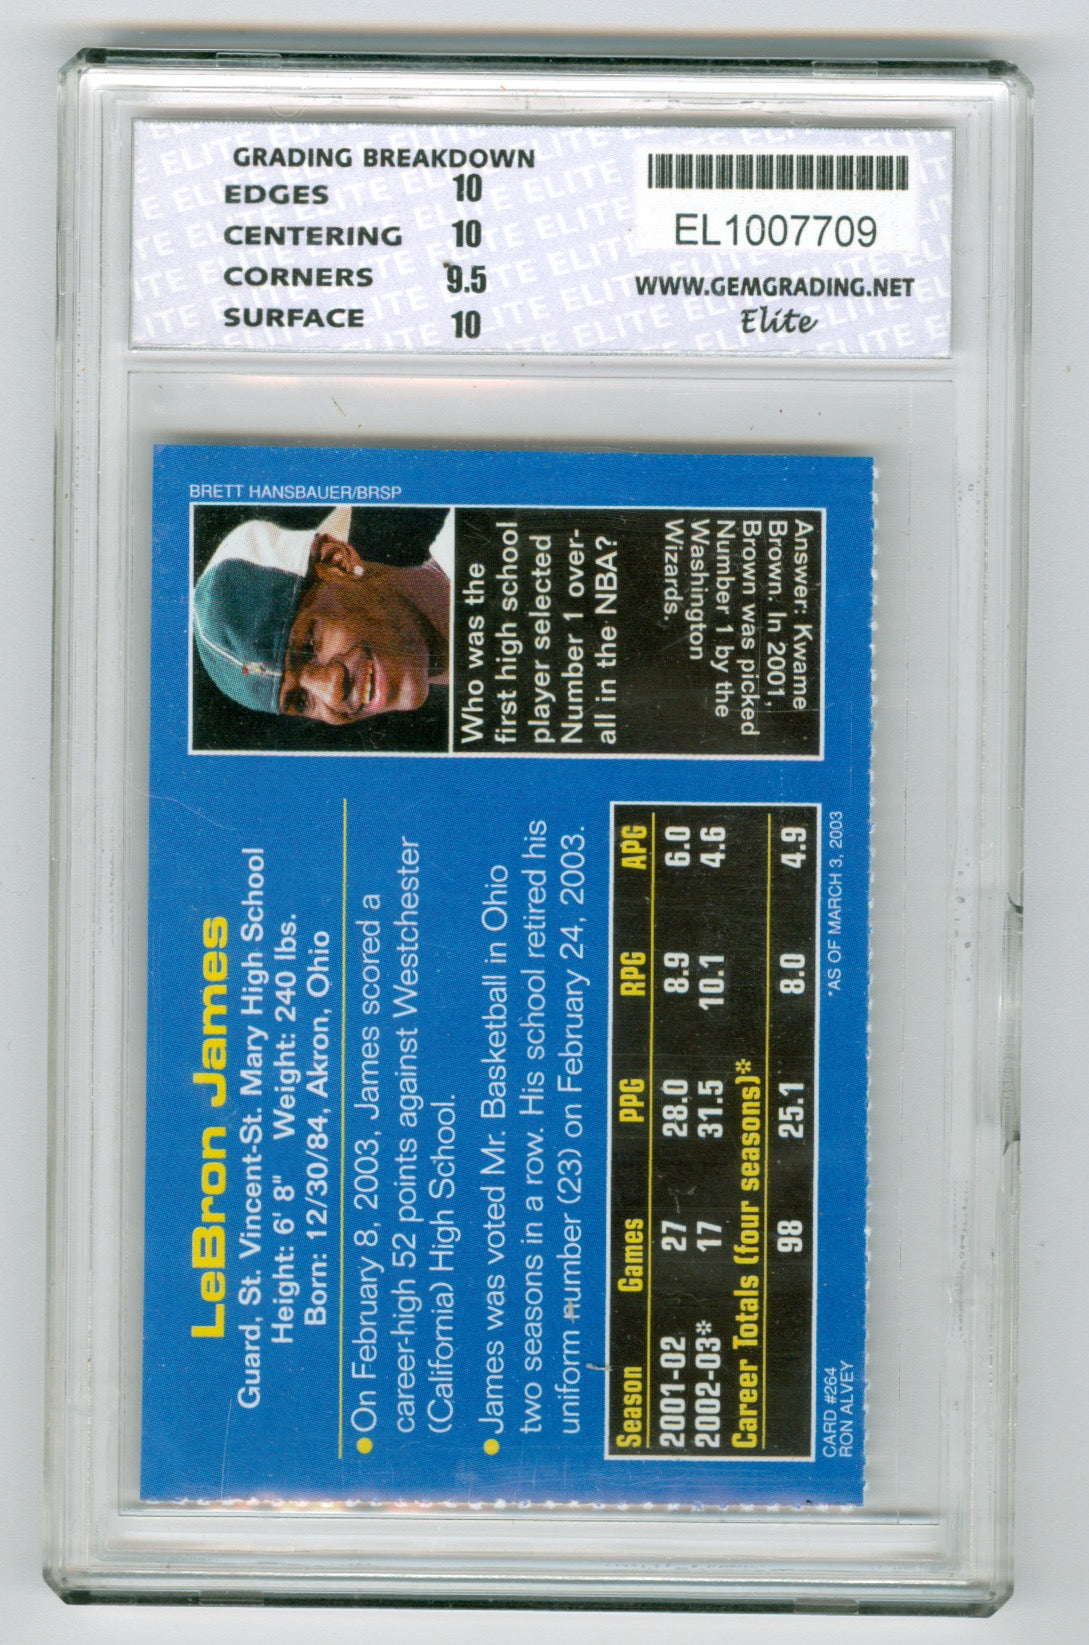 GRADING BREAKDOWN
EDGES 10
CENTERING 10
CORNERS 9.5
SURFACE 10
EL1007709
WWW.GEMGRADING.NET
Elite
BRETT HANSBAUER/BRSP
Who was the
first high school
player selected
Number 1 over-
all in the NBA?
Answer: Kwame
Brown. In 2001,
Brown was picked
Number 1 by the
Washington
Wizards.
LeBron James
Guard, St. Vincent-St. Mary High School
Height: 6' 8" Weight: 240 lbs.
Born: 12/30/84, Akron, Ohio
• On February 8, 2003, James scored a
career-high 52 points against Westchester
(California) High School.
• James was voted Mr. Basketball in Ohio
two seasons in a row. His school retired his
uniform number (23) on February 24, 2003.
Season Games PPG RPG APG
2001-02 27 28.0 8.9 6.0
2002-03* 17 31.5 10.1 4.6
Career Totals (four seasons)*
98 25.1 8.0 4.9
*AS OF MARCH 3, 2003
CARD #264
RON ALVEY